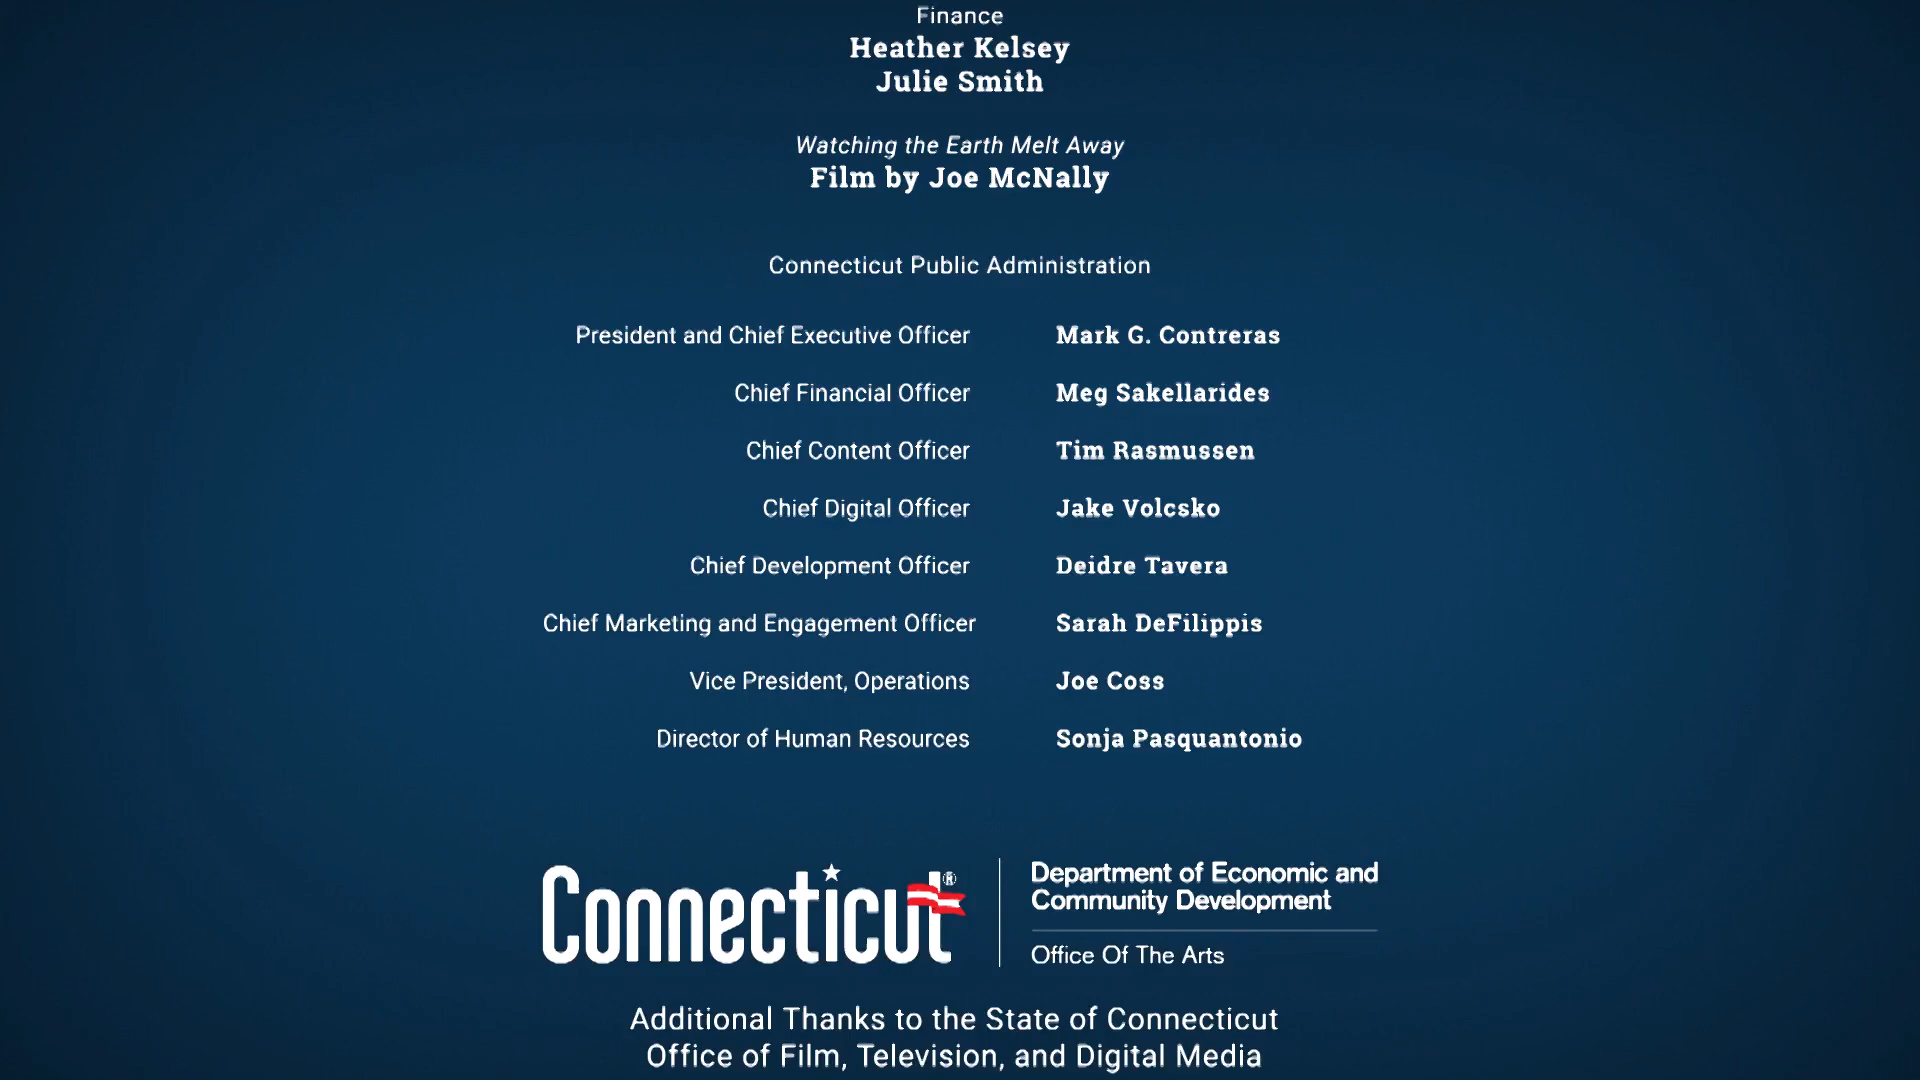 Finance
Heather Kelsey
Julie Smith
Watching the Earth Melt Away
Film by Joe McNally
Connecticut Public Administration
President and Chief Executive Officer Mark G. Contreras
Chief Financial Officer Meg Sakellarides
Chief Content Officer Tim Rasmussen
Chief Digital Officer Jake Volcsko
Chief Development Officer Deidre Tavera
Chief Marketing and Engagement Officer Sarah DeFilippis
Vice President, Operations Joe Coss
Director of Human Resources Sonja Pasquantonio
Connecticut®
Department of Economic and
Community Development
Office Of The Arts
Additional Thanks to the State of Connecticut
Office of Film, Television, and Digital Media